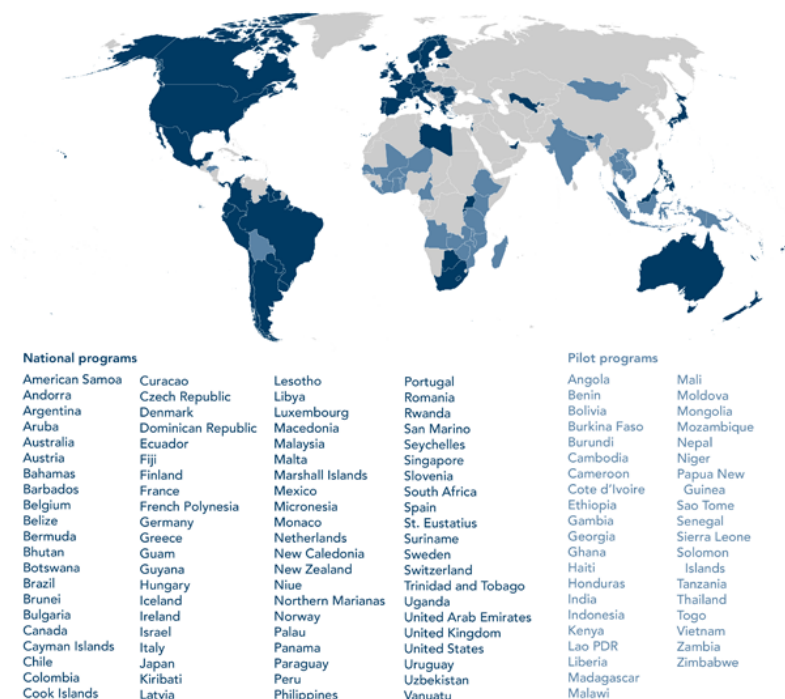 National programs
American Samoa
Andorra
Argentina
Aruba
Australia
Austria
Bahamas
Barbados
Belgium
Belize
Bermuda
Bhutan
Botswana
Brazil
Brunei
Bulgaria
Canada
Cayman Islands
Chile
Colombia
Cook Islands
Curacao
Czech Republic
Denmark
Dominican Republic
Ecuador
Fiji
Finland
France
French Polynesia
Germany
Greece
Guam
Guyana
Hungary
Iceland
Ireland
Israel
Italy
Japan
Kiribati
Latvia
Lesotho
Libya
Luxembourg
Macedonia
Malaysia
Malta
Marshall Islands
Mexico
Micronesia
Monaco
Netherlands
New Caledonia
New Zealand
Niue
Northern Marianas
Norway
Palau
Panama
Paraguay
Peru
Philippines
Portugal
Romania
Rwanda
San Marino
Seychelles
Singapore
Slovenia
South Africa
Spain
St. Eustatius
Suriname
Sweden
Switzerland
Trinidad and Tobago
Uganda
United Arab Emirates
United Kingdom
United States
Uruguay
Uzbekistan
Vanuatu
Pilot programs
Angola
Benin
Bolivia
Burkina Faso
Burundi
Cambodia
Cameroon
Cote d'Ivoire
Ethiopia
Gambia
Georgia
Ghana
Haiti
Honduras
India
Indonesia
Kenya
Lao PDR
Liberia
Madagascar
Malawi
Mali
Moldova
Mongolia
Mozambique
Nepal
Niger
Papua New
Guinea
Sao Tome
Senegal
Sierra Leone
Solomon
Islands
Tanzania
Thailand
Togo
Vietnam
Zambia
Zimbabwe